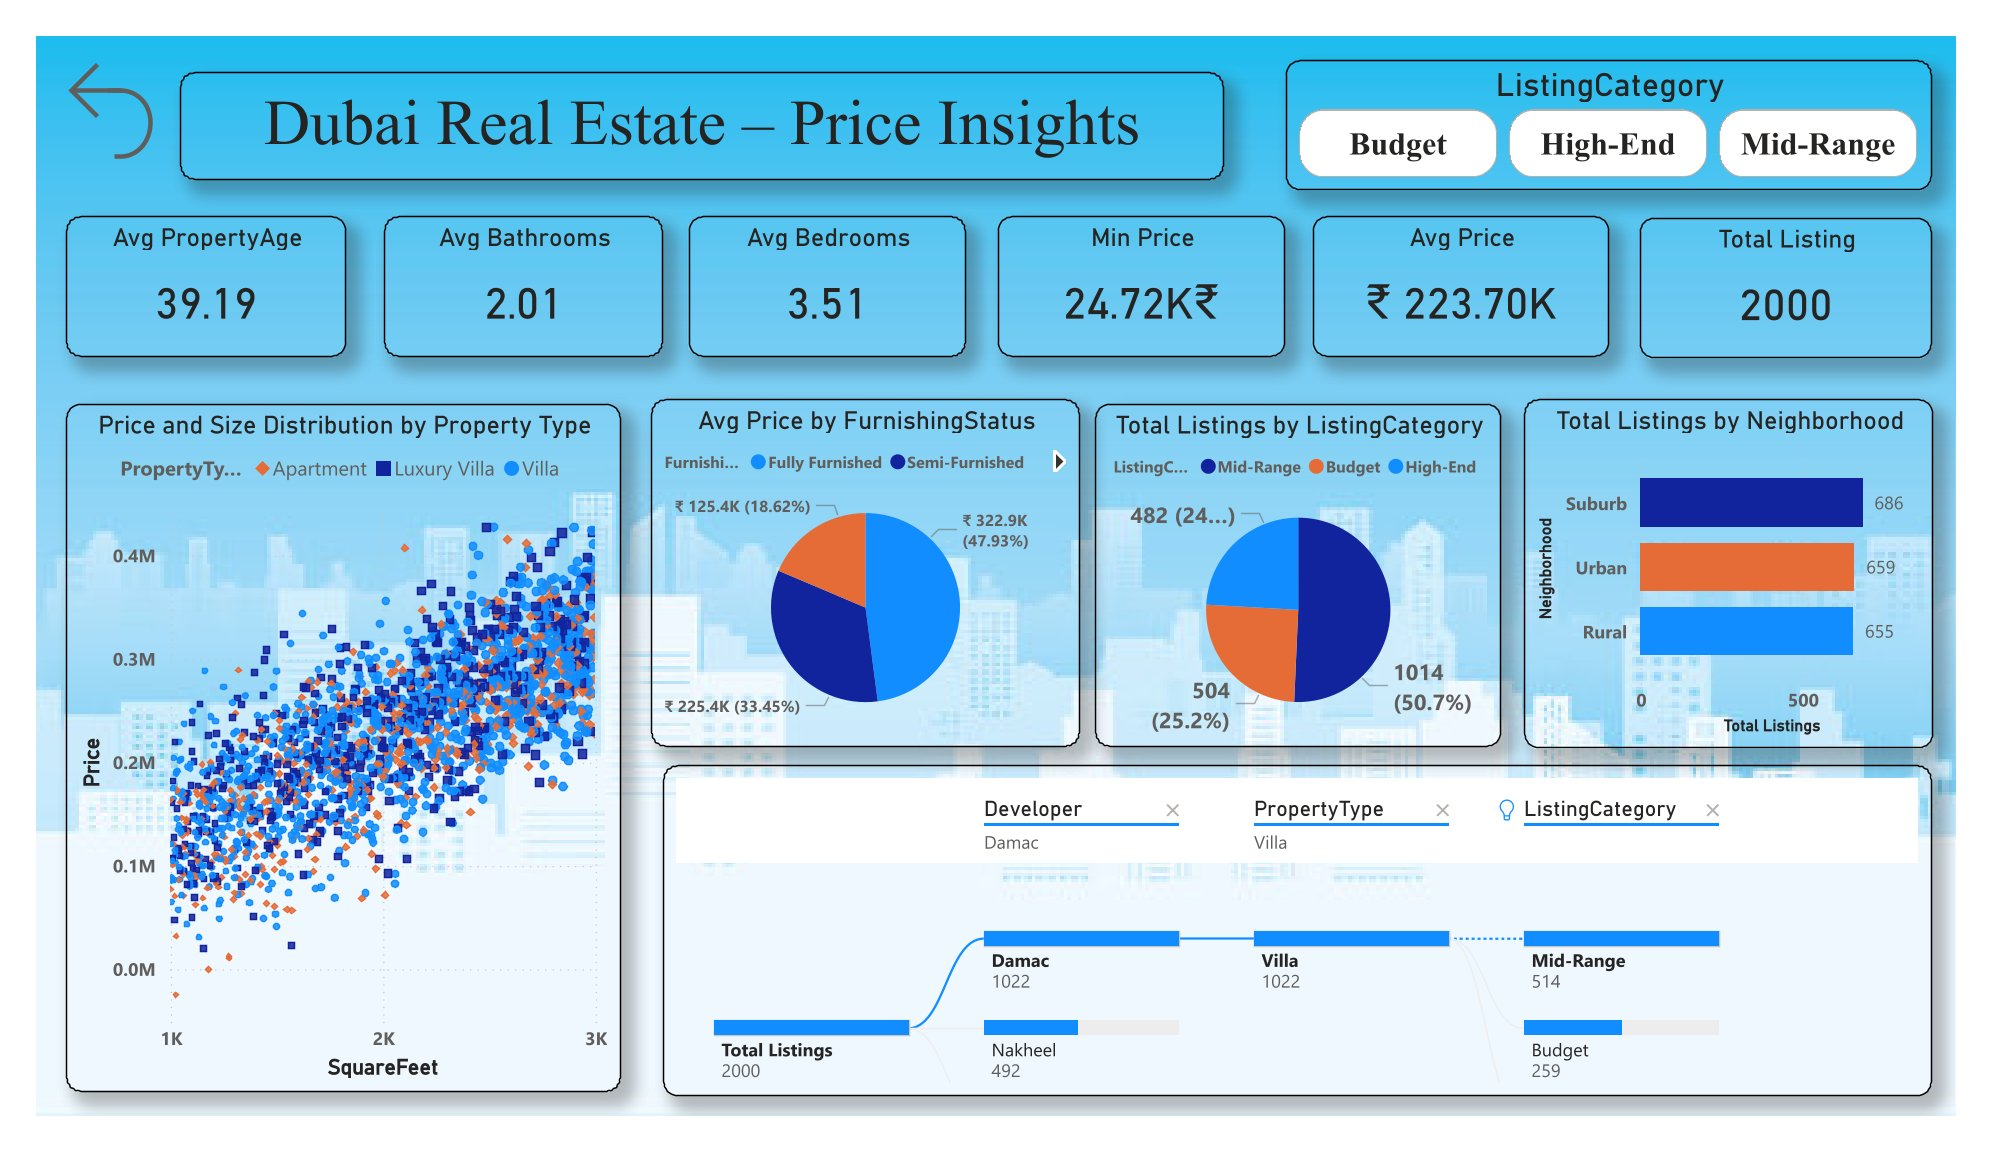 Dubai Real Estate – Price Insights
ListingCategory
Budget
High-End
Mid-Range
Avg PropertyAge
39.19
Avg Bathrooms
2.01
Avg Bedrooms
3.51
Min Price
24.72K₹
Avg Price
₹ 223.70K
Total Listing
2000
Price and Size Distribution by Property Type
PropertyTy... Apartment Luxury Villa Villa
0.4M
0.3M
0.2M
0.1M
0.0M
Price
1K 2K 3K
SquareFeet
Avg Price by FurnishingStatus
Furnishi... Fully Furnished Semi-Furnished
₹ 125.4K (18.62%)
₹ 322.9K
(47.93%)
₹ 225.4K (33.45%)
Total Listings by ListingCategory
ListingC... Mid-Range Budget High-End
482 (24...)
1014
(50.7%)
504
(25.2%)
Total Listings by Neighborhood
Neighborhood
Suburb 686
Urban 659
Rural 655
0 500
Total Listings
Developer
Damac
PropertyType
Villa
ListingCategory
Total Listings
2000
Damac
1022
Nakheel
492
Villa
1022
Mid-Range
514
Budget
259